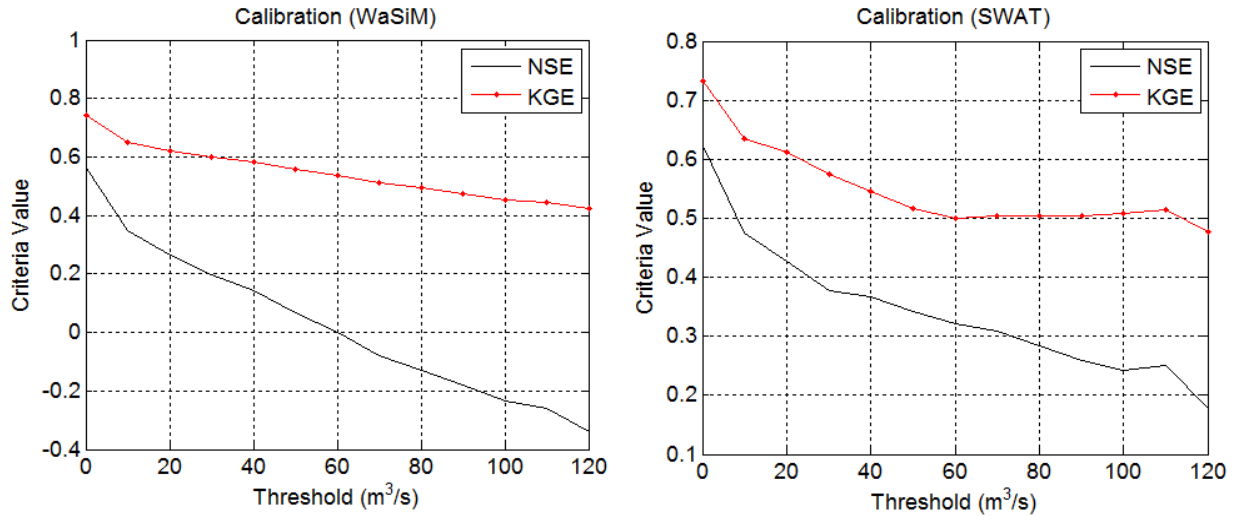 Calibration (WaSiM)
1
0.8
0.6
0.4
0.2
0
-0.2
-0.4
Criteria Value
NSE
KGE
0 20 40 60 80 100 120
Threshold (m³/s)
Calibration (SWAT)
0.8
0.7
0.6
0.5
0.4
0.3
0.2
0.1
Criteria Value
NSE
KGE
0 20 40 60 80 100 120
Threshold (m³/s)